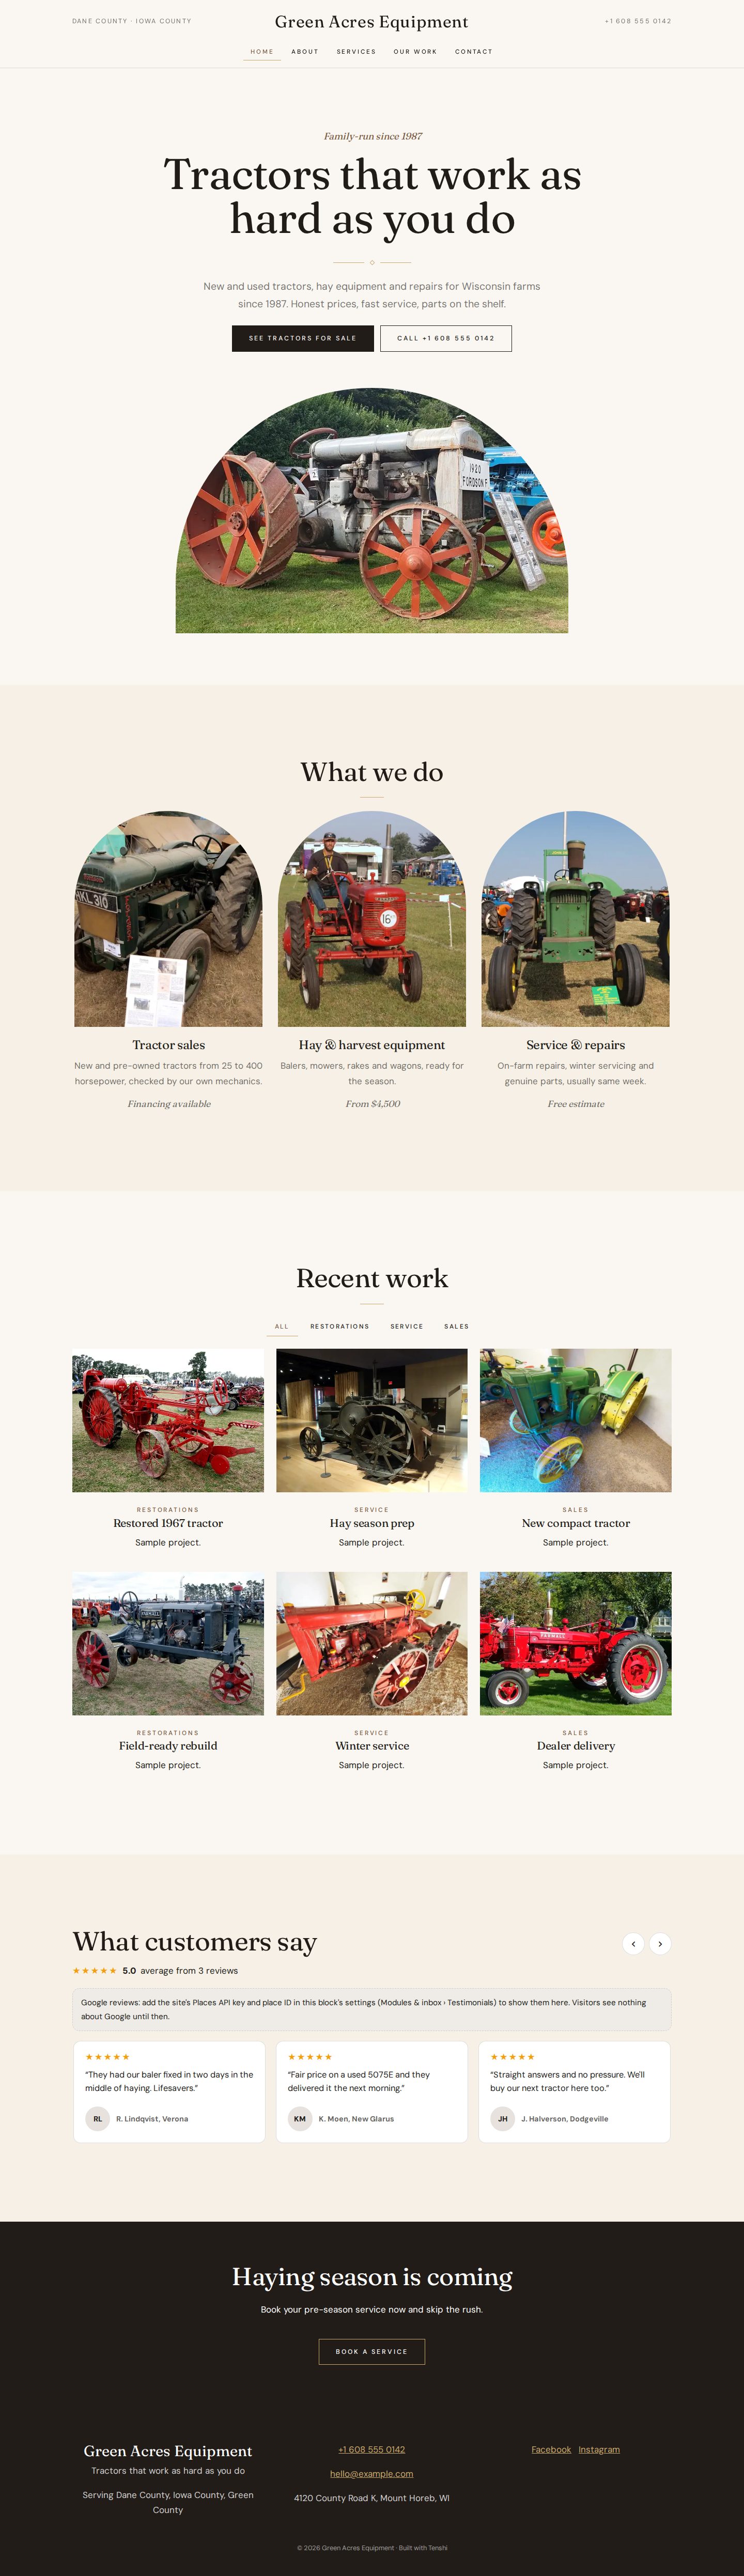 DANE COUNTY · IOWA COUNTY
Green Acres Equipment
+1 608 555 0142
HOME ABOUT SERVICES OUR WORK CONTACT
Family-run since 1987
Tractors that work as
hard as you do
New and used tractors, hay equipment and repairs for Wisconsin farms
since 1987. Honest prices, fast service, parts on the shelf.
SEE TRACTORS FOR SALE
CALL +1 608 555 0142
1920
FORDSON F
What we do
HKL 310
16
Tractor sales
New and pre-owned tractors from 25 to 400
horsepower, checked by our own mechanics.
Financing available
Hay & harvest equipment
Balers, mowers, rakes and wagons, ready for
the season.
From $4,500
Service & repairs
On-farm repairs, winter servicing and
genuine parts, usually same week.
Free estimate
Recent work
ALL RESTORATIONS SERVICE SALES
RESTORATIONS
Restored 1967 tractor
Sample project.
SERVICE
Hay season prep
Sample project.
SALES
New compact tractor
Sample project.
FARMALL
RESTORATIONS
Field-ready rebuild
Sample project.
SERVICE
Winter service
Sample project.
FARMALL
SALES
Dealer delivery
Sample project.
What customers say
★★★★★ 5.0 average from 3 reviews
Google reviews: add the site's Places API key and place ID in this block's settings (Modules & inbox › Testimonials) to show them here. Visitors see nothing
about Google until then.
★★★★★
“They had our baler fixed in two days in the
middle of haying. Lifesavers.”
RL R. Lindqvist, Verona
★★★★★
“Fair price on a used 5075E and they
delivered it the next morning.”
KM K. Moen, New Glarus
★★★★★
“Straight answers and no pressure. We'll
buy our next tractor here too.”
JH J. Halverson, Dodgeville
Haying season is coming
Book your pre-season service now and skip the rush.
BOOK A SERVICE
Green Acres Equipment
Tractors that work as hard as you do
Serving Dane County, Iowa County, Green
County
+1 608 555 0142
hello@example.com
4120 County Road K, Mount Horeb, WI
Facebook Instagram
© 2026 Green Acres Equipment · Built with Tenshi